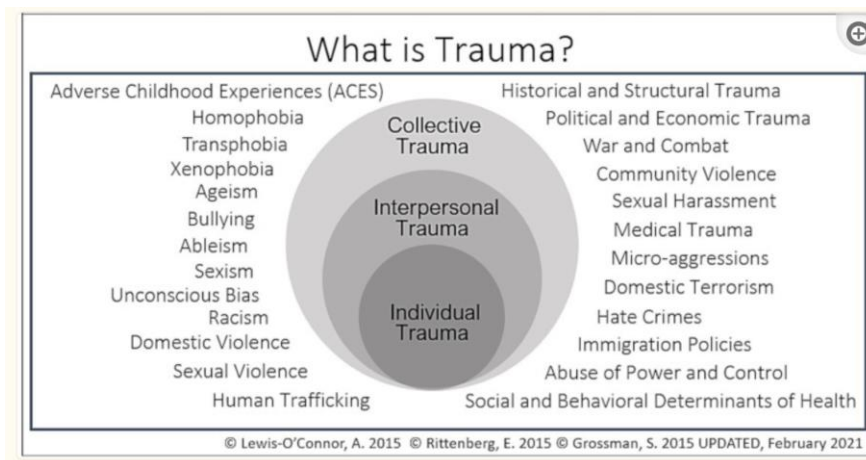 What is Trauma?
Adverse Childhood Experiences (ACES)
Homophobia
Transphobia
Xenophobia
Ageism
Bullying
Ableism
Sexism
Unconscious Bias
Racism
Domestic Violence
Sexual Violence
Human Trafficking
Collective
Trauma
Interpersonal
Trauma
Individual
Trauma
Historical and Structural Trauma
Political and Economic Trauma
War and Combat
Community Violence
Sexual Harassment
Medical Trauma
Micro-aggressions
Domestic Terrorism
Hate Crimes
Immigration Policies
Abuse of Power and Control
Social and Behavioral Determinants of Health
© Lewis-O’Connor, A. 2015 © Rittenberg, E. 2015 © Grossman, S. 2015 UPDATED, February 2021